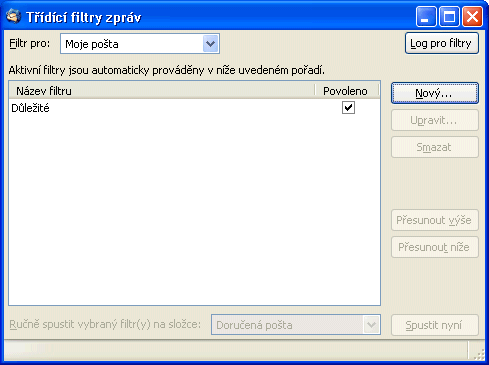 Třídící filtry zpráv
Filtr pro: Moje pošta Log pro filtry
Aktivní filtry jsou automaticky prováděny v níže uvedeném pořadí.
Název filtru Povoleno
Důležité
Nový...
Upravit...
Smazat
Přesunout výše
Přesunout níže
Ručně spustit vybraný filtr(y) na složce: Doručená pošta Spustit nyní